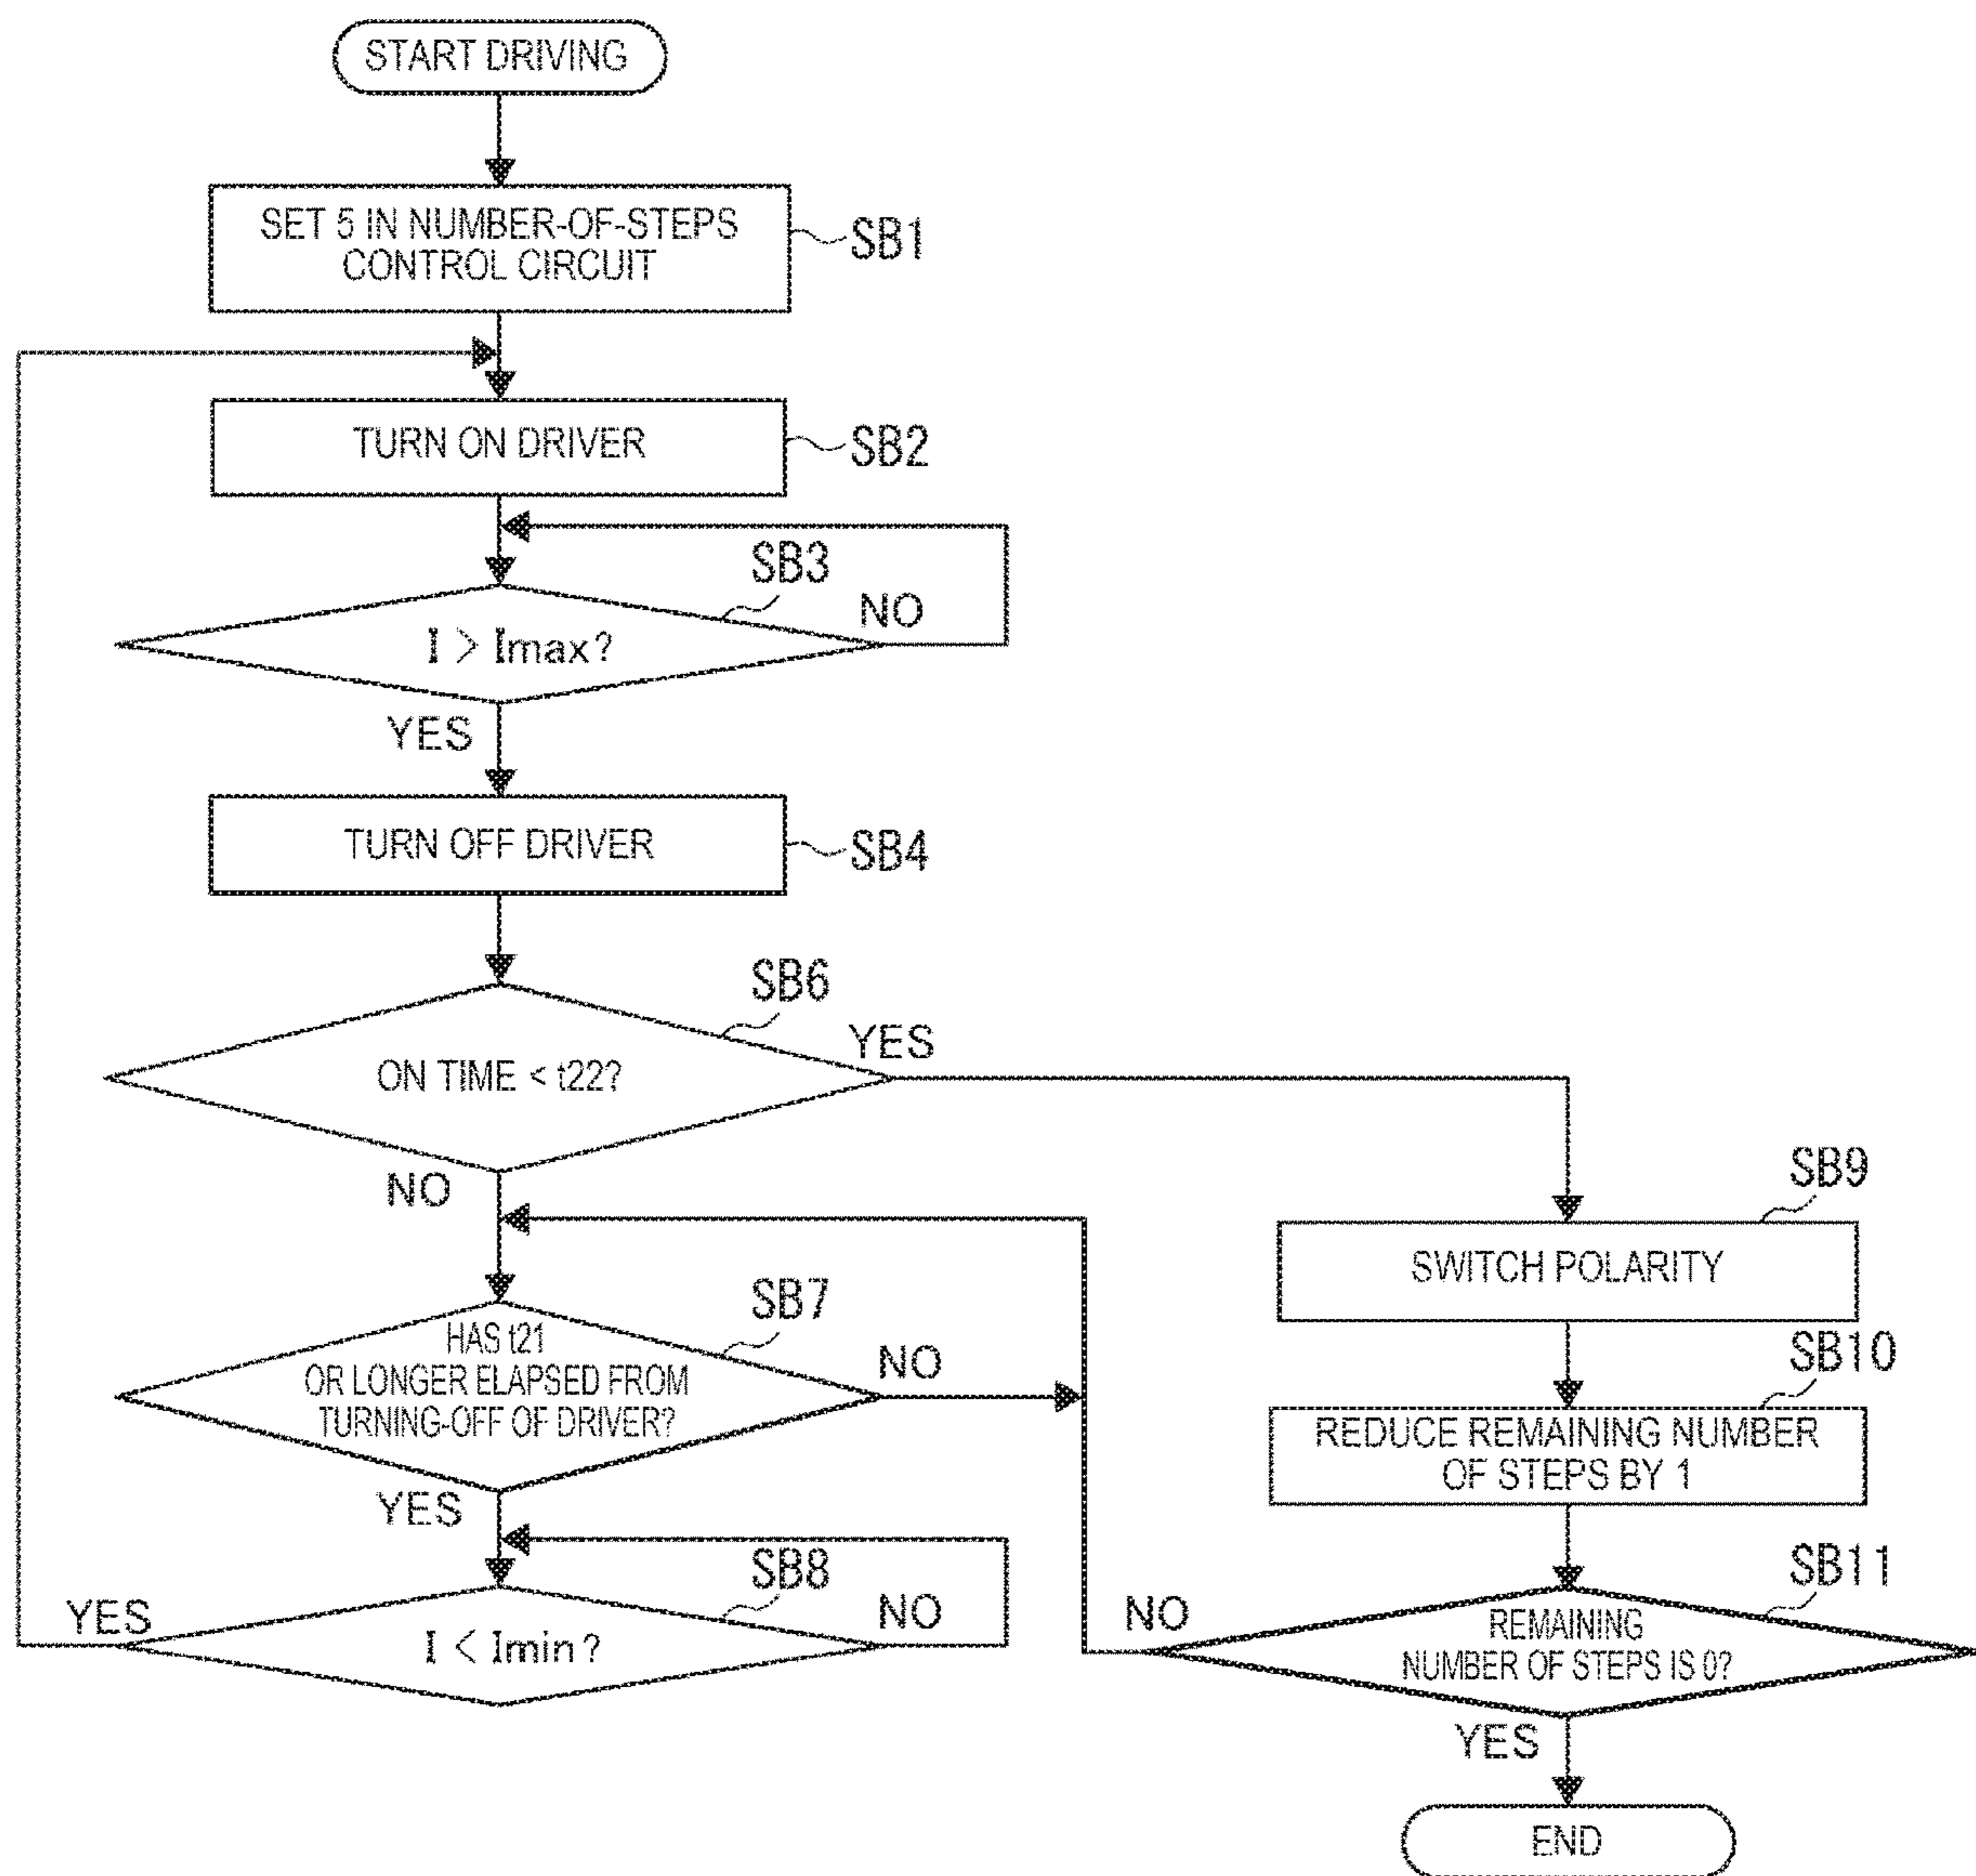 START DRIVING
SET 5 IN NUMBER-OF-STEPS
CONTROL CIRCUIT
SB1
TURN ON DRIVER
SB2
SB3
NO
I > Imax?
YES
TURN OFF DRIVER
SB4
SB6
YES
ON TIME < t22?
NO
SB9
SWITCH POLARITY
SB7
HAS t21
OR LONGER ELAPSED FROM
TURNING-OFF OF DRIVER?
NO
SB10
REDUCE REMAINING NUMBER
OF STEPS BY 1
YES
SB8
YES
NO
I < Imin?
SB11
NO
REMAINING
NUMBER OF STEPS IS 0?
YES
END